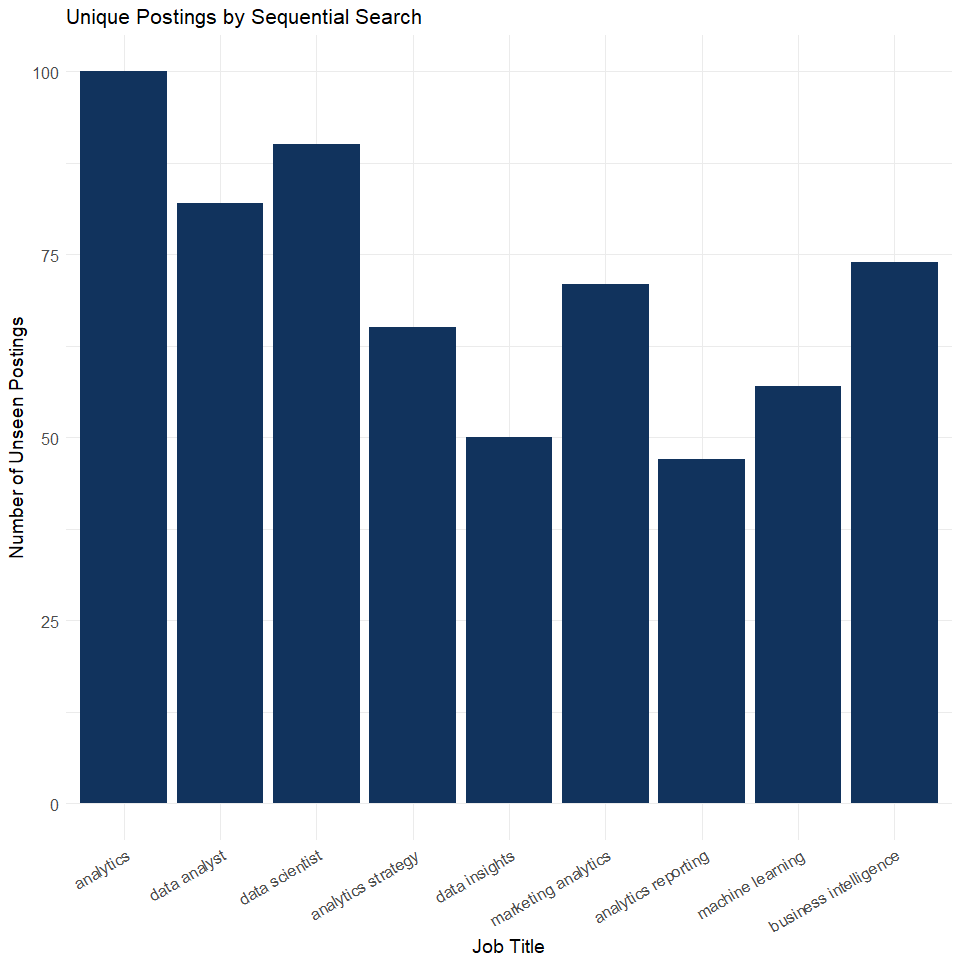 Unique Postings by Sequential Search
Number of Unseen Postings
100
75
50
25
0
analytics
data analyst
data scientist
analytics strategy
data insights
marketing analytics
analytics reporting
machine learning
business intelligence
Job Title